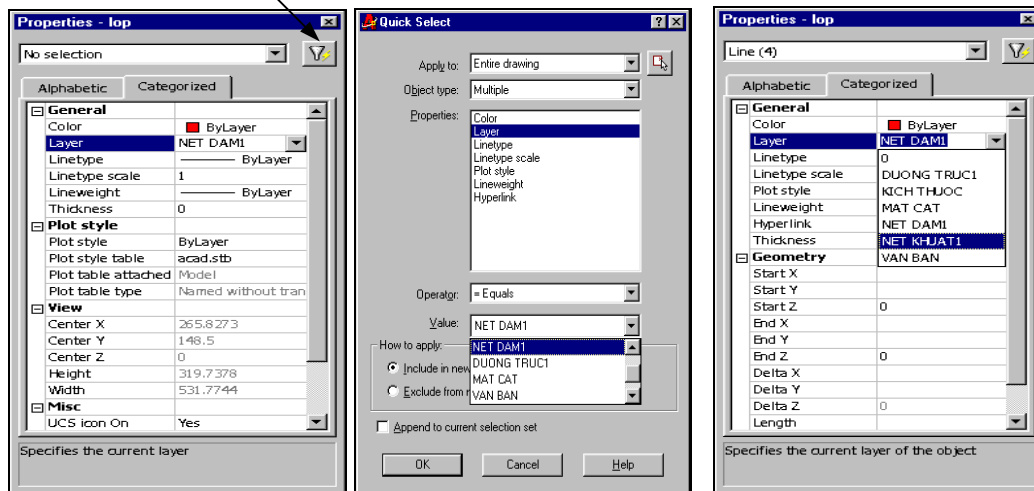 Properties - lop
No selection
Alphabetic Categorized
General
Color ByLayer
Layer NET DAM1
Linetype ByLayer
Linetype scale 1
Lineweight ByLayer
Thickness 0
Plot style
Plot style ByLayer
Plot style table acad.stb
Plot table attached Model
Plot table type Named without tran
View
Center X 265.8273
Center Y 148.5
Center Z 0
Height 319.7378
Width 531.7744
Misc
UCS icon On Yes
Specifies the current layer
Quick Select
Apply to: Entire drawing
Object type: Multiple
Properties: Color
Layer
Linetype
Linetype scale
Plot style
Lineweight
Hyperlink
Operator: = Equals
Value: NET DAM1
How to apply: NET DAM1
DUONG TRUC1
Include in new
MAT CAT
Exclude from VAN BAN
Append to current selection set
OK Cancel Help
Properties - lop
Line (4)
Alphabetic Categorized
General
Color ByLayer
Layer NET DAM1
Linetype 0
Linetype scale DUONG TRUC1
Plot style KICH THUOC
Lineweight MAT CAT
Hyperlink NET DAM1
Thickness NET KHUAT1
Geometry VAN BAN
Start X
Start Y
Start Z 0
End X
End Y
End Z 0
Delta X
Delta Y
Delta Z 0
Length
Specifies the current layer of the object